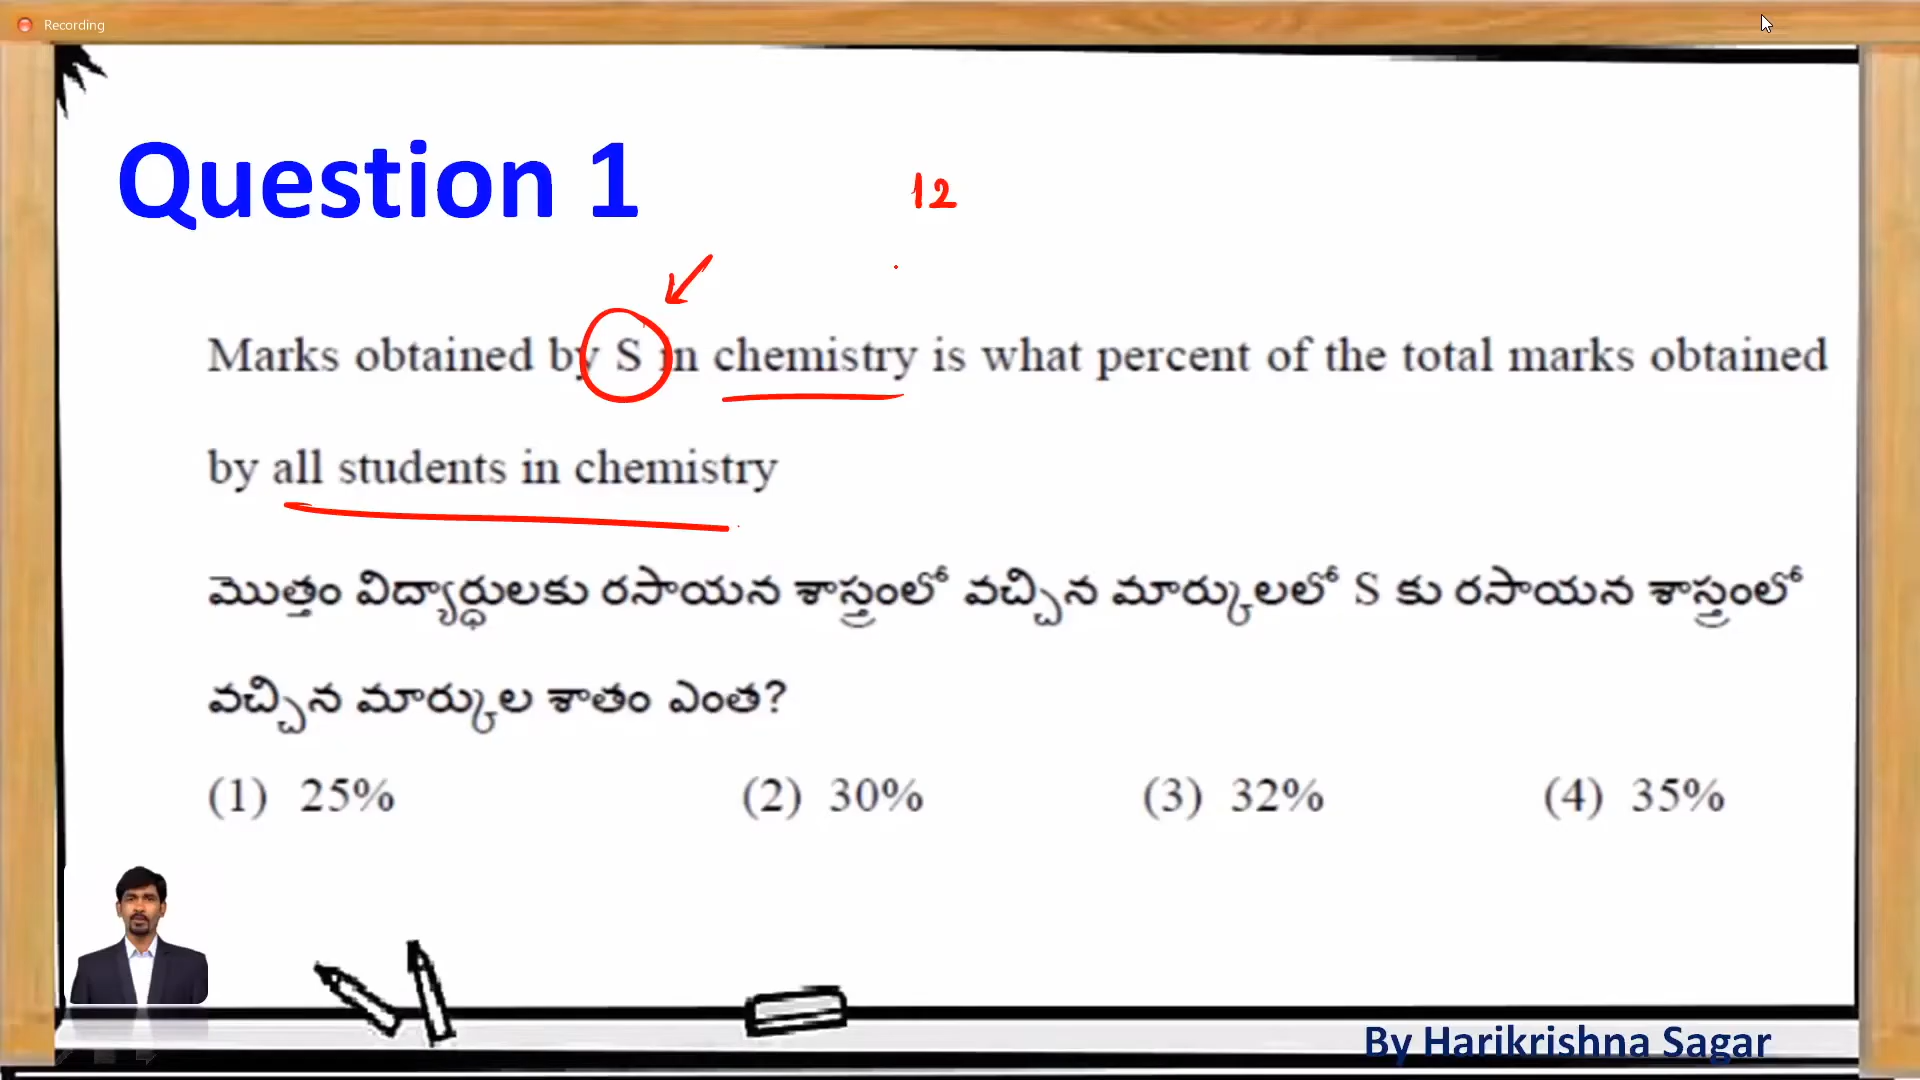 Recording
Question 1
12
Marks obtained by S in chemistry is what percent of the total marks obtained
by all students in chemistry
మొత్తం విద్యార్థులకు రసాయన శాస్త్రంలో వచ్చిన మార్కులలో S కు రసాయన శాస్త్రంలో
వచ్చిన మార్కుల శాతం ఎంత?
(1) 25% (2) 30% (3) 32% (4) 35%
By Harikrishna Sagar